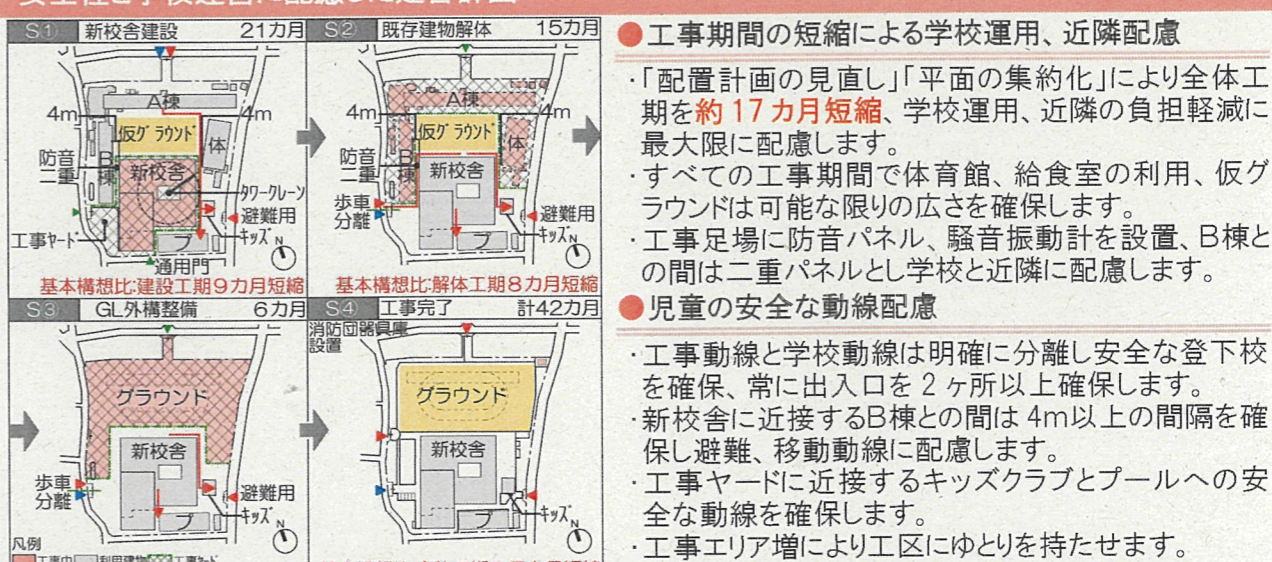 S1 新校舎建設 21カ月
A棟
4m
4m
仮グラウンド
体
防音
二重
B棟
新校舎
タワークレーン
避難用
キッズ
工事ヤード
プ
N
通用門
基本構想比:建設工期9カ月短縮
S2 既存建物解体 15カ月
A棟
4m
4m
仮グラウンド
体
防音
二重
B棟
新校舎
歩車
分離
避難用
キッズ
プ
N
基本構想比:解体工期8カ月短縮
S3 GL外構整備 6カ月
グラウンド
新校舎
歩車
分離
避難用
キッズ
プ
N
凡例
工事中 利用建物 工事ヤード
S4 工事完了 計42カ月
消防団器具庫
設置
グラウンド
新校舎
キッズ
プ
N
●工事期間の短縮による学校運用、近隣配慮
・「配置計画の見直し」「平面の集約化」により全体工
期を約17カ月短縮、学校運用、近隣の負担軽減に
最大限に配慮します。
・すべての工事期間で体育館、給食室の利用、仮グ
ラウンドは可能な限りの広さを確保します。
・工事足場に防音パネル、騒音振動計を設置、B棟と
の間は二重パネルとし学校と近隣に配慮します。
●児童の安全な動線配慮
・工事動線と学校動線は明確に分離し安全な登下校
を確保、常に出入口を2ヶ所以上確保します。
・新校舎に近接するB棟との間は4m以上の間隔を確
保し避難、移動動線に配慮します。
・工事ヤードに近接するキッズクラブとプールへの安
全な動線を確保します。
・工事エリア増により工区にゆとりを持たせます。